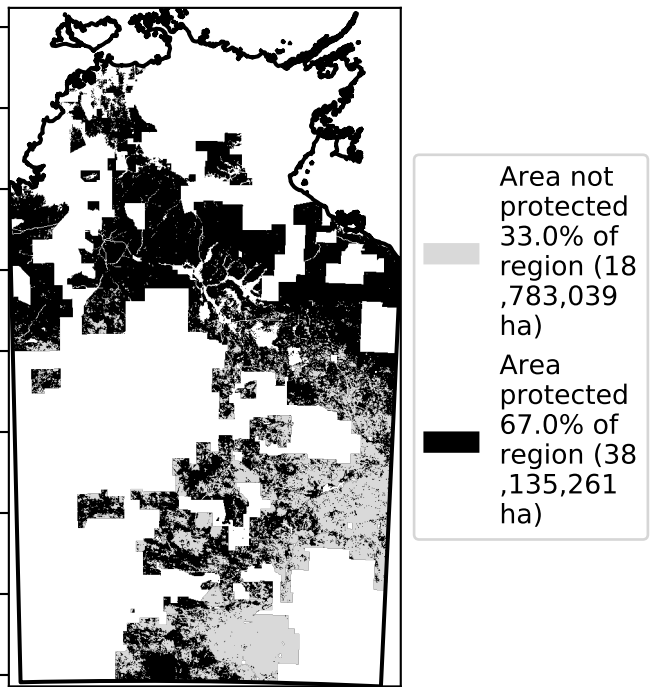 Area not
protected
33.0% of
region (18
,783,039
ha)
Area
protected
67.0% of
region (38
,135,261
ha)